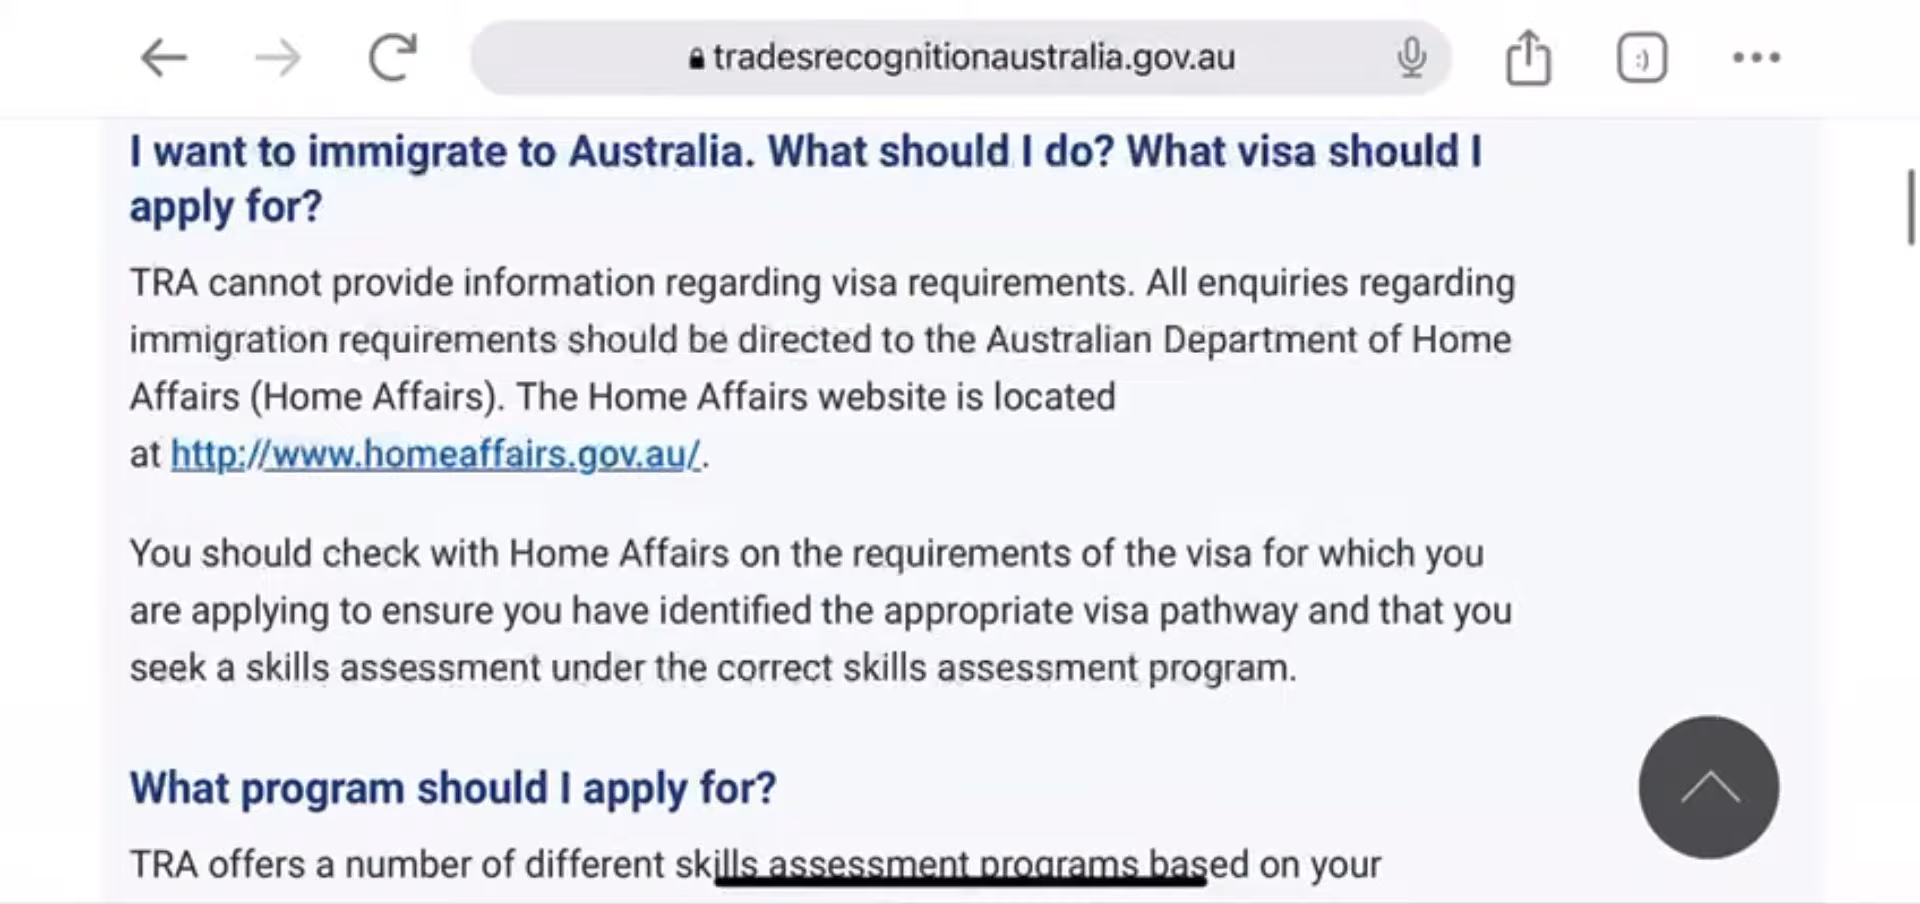 tradesrecognitionaustralia.gov.au
:)
I want to immigrate to Australia. What should I do? What visa should I
apply for?
TRA cannot provide information regarding visa requirements. All enquiries regarding
immigration requirements should be directed to the Australian Department of Home
Affairs (Home Affairs). The Home Affairs website is located
at http://www.homeaffairs.gov.au/.
You should check with Home Affairs on the requirements of the visa for which you
are applying to ensure you have identified the appropriate visa pathway and that you
seek a skills assessment under the correct skills assessment program.
What program should I apply for?
TRA offers a number of different skills assessment programs based on your